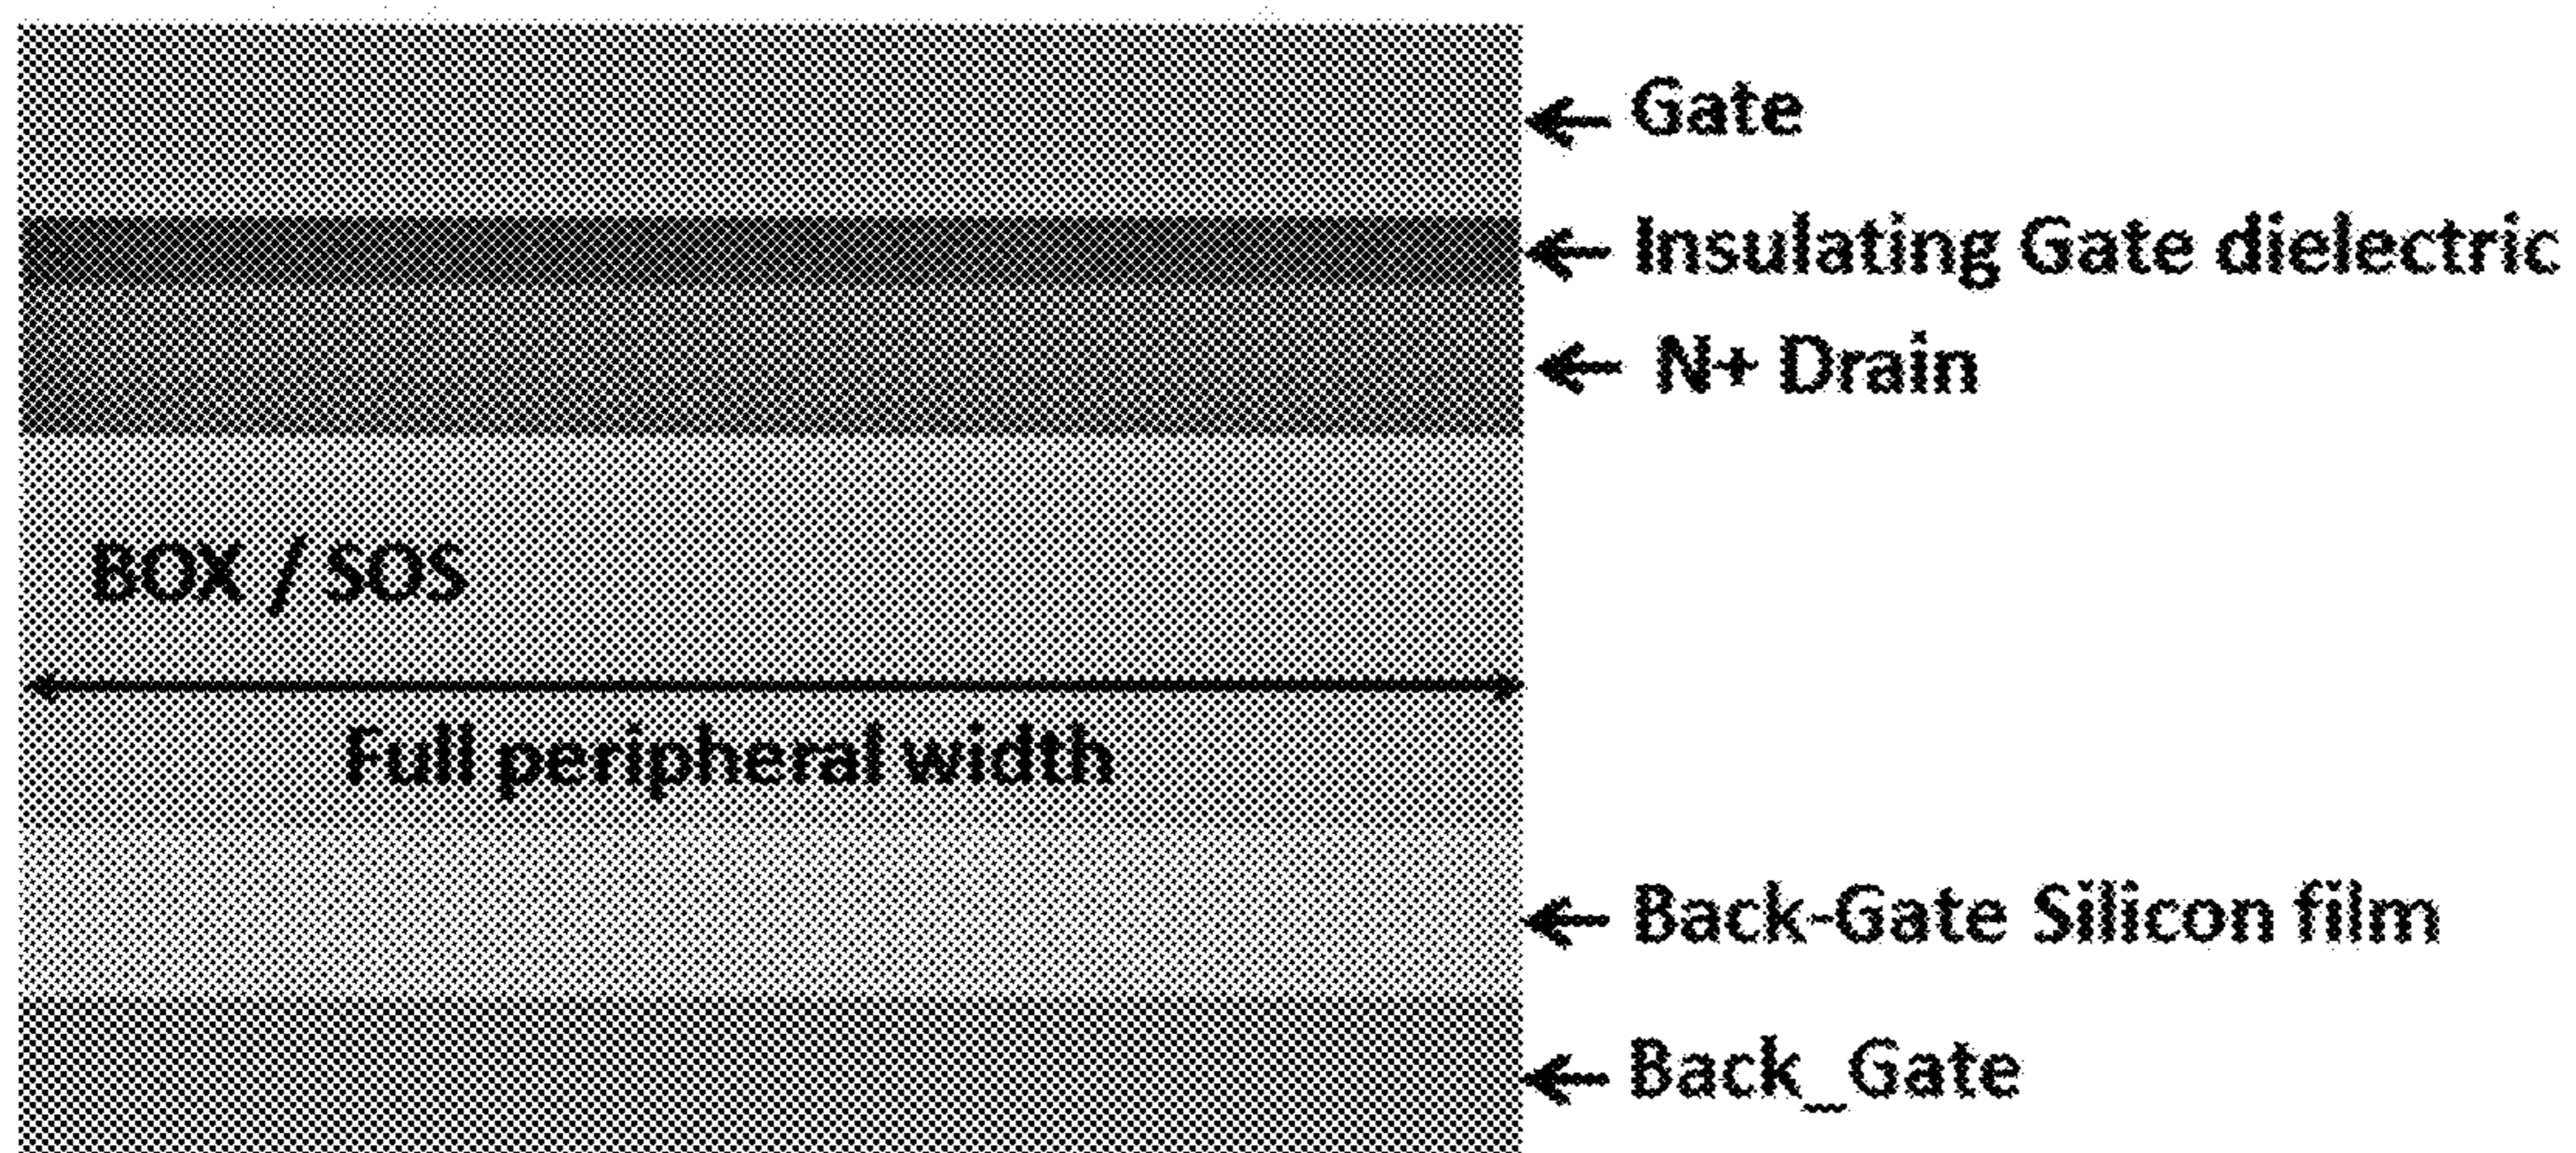 Gate
Insulating Gate dielectric
N+ Drain
BOX / SOS
Full peripheral width
Back-Gate Silicon film
Back_Gate